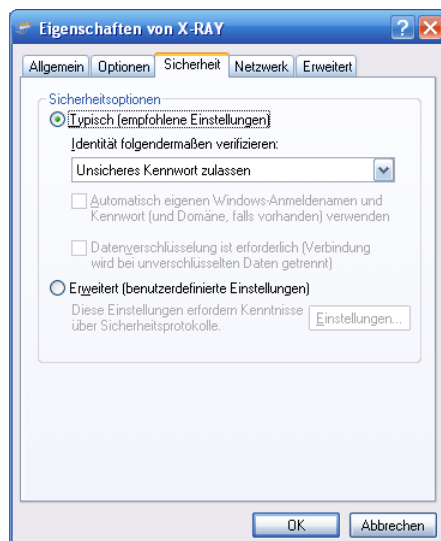 Eigenschaften von X-RAY
Allgemein Optionen Sicherheit Netzwerk Erweitert
Sicherheitsoptionen
Typisch (empfohlene Einstellungen)
Identität folgendermaßen verifizieren:
Unsicheres Kennwort zulassen
Automatisch eigenen Windows-Anmeldenamen und
Kennwort (und Domäne, falls vorhanden) verwenden
Datenverschlüsselung ist erforderlich (Verbindung
wird bei unverschlüsselten Daten getrennt)
Erweitert (benutzerdefinierte Einstellungen)
Diese Einstellungen erfordern Kenntnisse
über Sicherheitsprotokolle.
Einstellungen...
OK Abbrechen